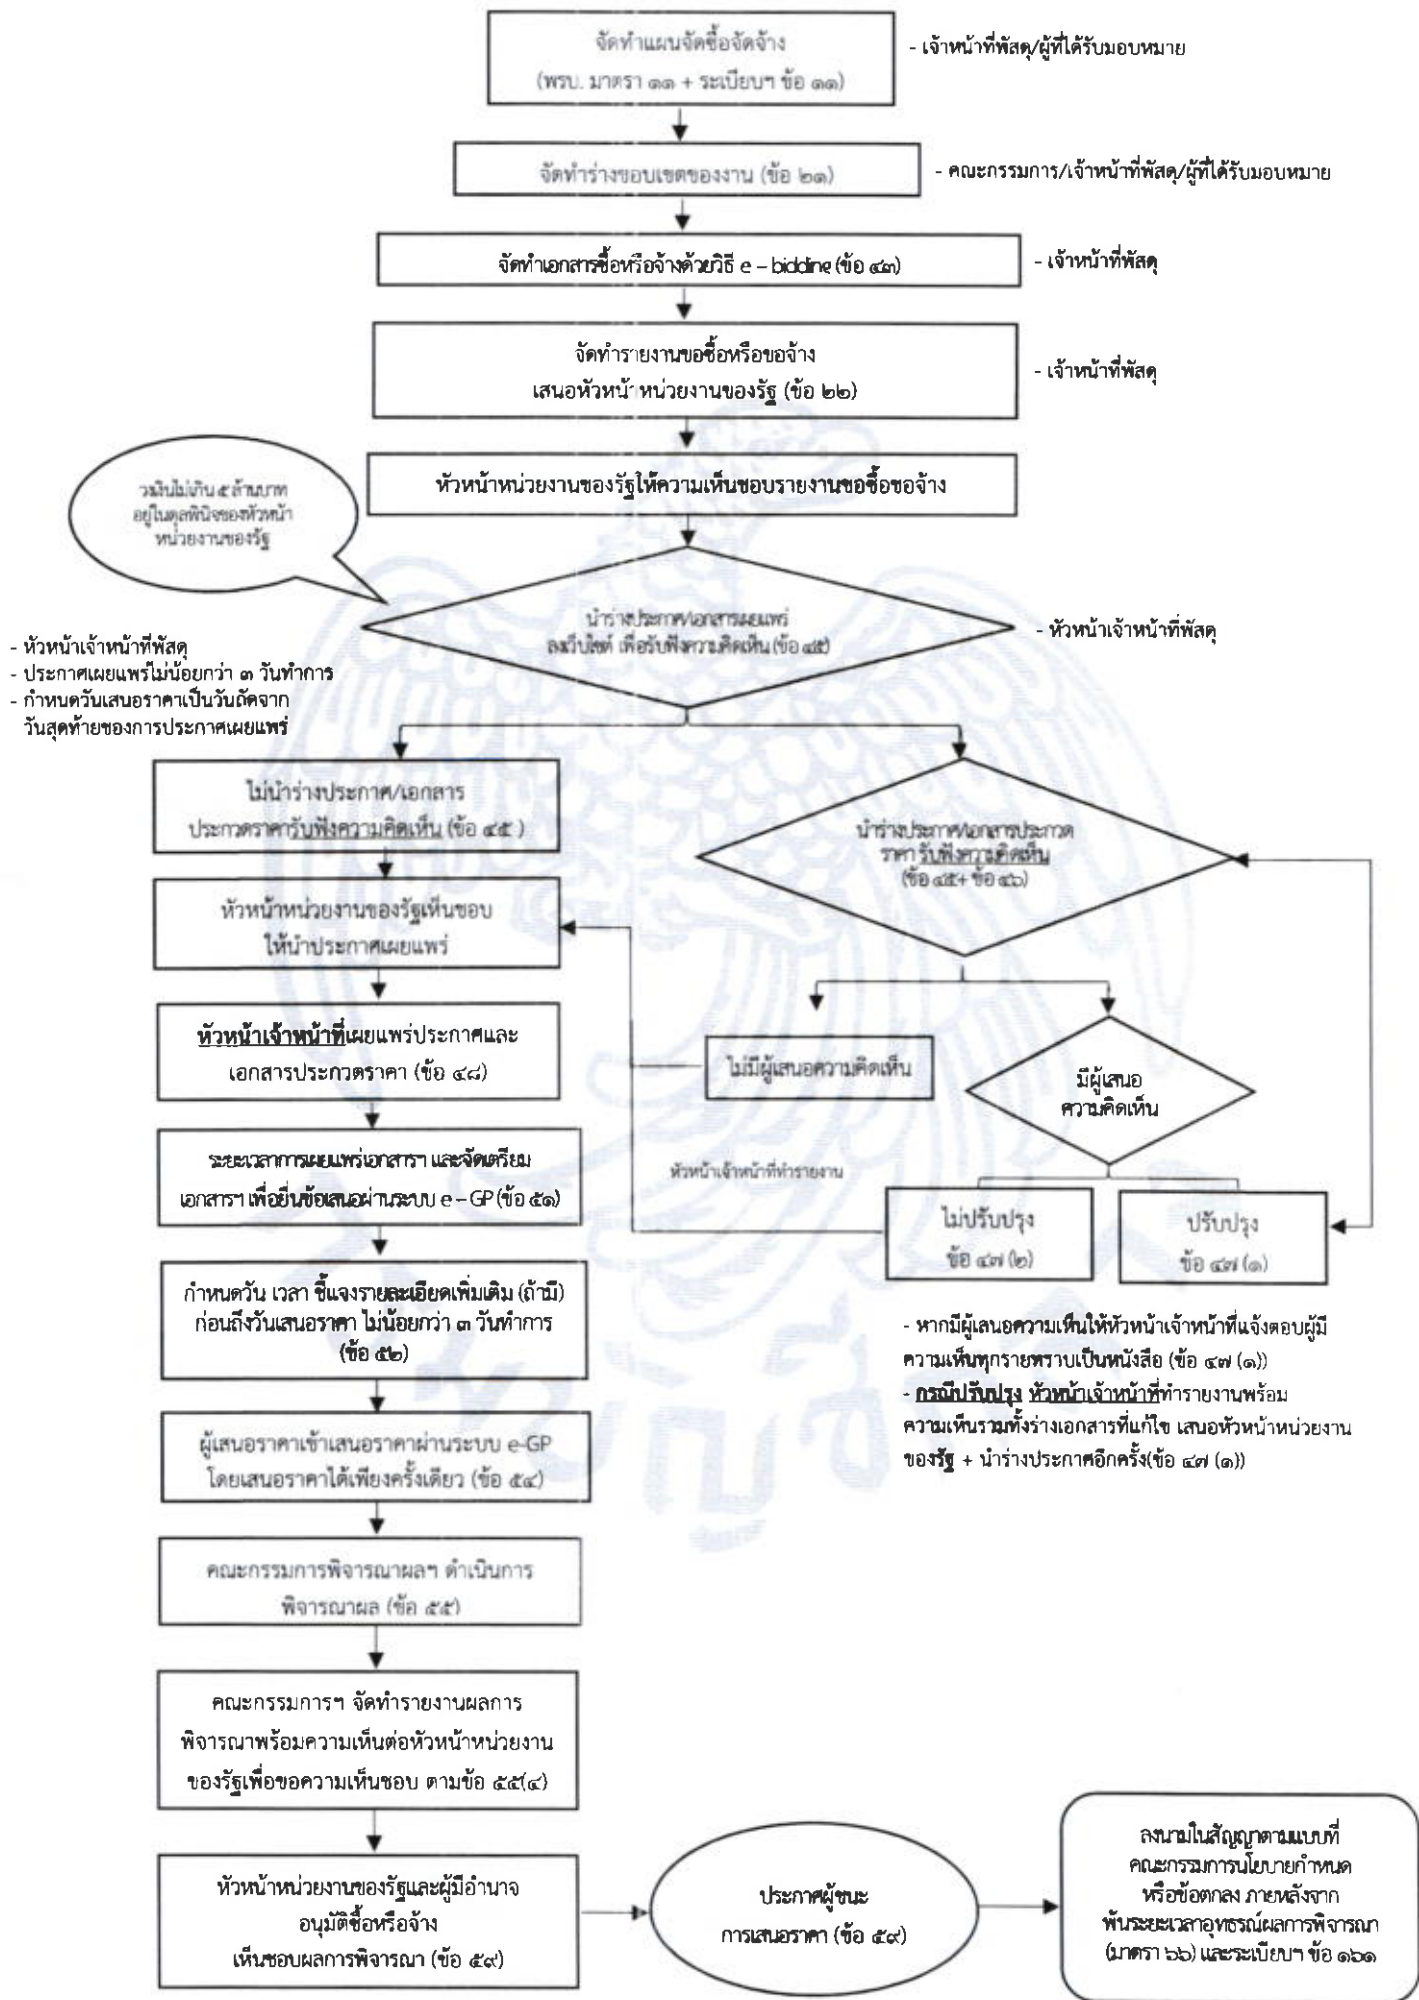 จัดทำแผนจัดซื้อจัดจ้าง
(พรบ. มาตรา ๑๑ + ระเบียบฯ ข้อ ๑๑)
- เจ้าหน้าที่พัสดุ/ผู้ที่ได้รับมอบหมาย
จัดทำร่างขอบเขตของงาน (ข้อ ๒๑)
- คณะกรรมการ/เจ้าหน้าที่พัสดุ/ผู้ที่ได้รับมอบหมาย
จัดทำเอกสารซื้อหรือจ้างด้วยวิธี e – bidding (ข้อ ๔๓)
- เจ้าหน้าที่พัสดุ
จัดทำรายงานขอซื้อหรือขอจ้าง
เสนอหัวหน้าหน่วยงานของรัฐ (ข้อ ๒๒)
- เจ้าหน้าที่พัสดุ
หัวหน้าหน่วยงานของรัฐให้ความเห็นชอบรายงานขอซื้อขอจ้าง
วงเงินไม่เกิน ๕ ล้านบาท
อยู่ในดุลพินิจของหัวหน้า
หน่วยงานของรัฐ
นำร่างประกาศ/เอกสารเผยแพร่
ลงเว็บไซต์ เพื่อรับฟังความคิดเห็น (ข้อ ๔๕)
- หัวหน้าเจ้าหน้าที่พัสดุ
- หัวหน้าเจ้าหน้าที่พัสดุ
- ประกาศเผยแพร่ไม่น้อยกว่า ๓ วันทำการ
- กำหนดวันเสนอราคาเป็นวันถัดจาก
วันสุดท้ายของการประกาศเผยแพร่
ไม่นำร่างประกาศ/เอกสาร
ประกวดราคารับฟังความคิดเห็น (ข้อ ๔๕ )
นำร่างประกาศ/เอกสารประกวด
ราคา รับฟังความคิดเห็น
(ข้อ ๔๕+ ข้อ ๔๖)
หัวหน้าหน่วยงานของรัฐเห็นชอบ
ให้นำประกาศเผยแพร่
หัวหน้าเจ้าหน้าที่เผยแพร่ประกาศและ
เอกสารประกวดราคา (ข้อ ๔๘)
ไม่มีผู้เสนอความคิดเห็น
มีผู้เสนอ
ความคิดเห็น
ระยะเวลาการเผยแพร่เอกสารฯ และจัดเตรียม
เอกสารฯ เพื่อยื่นข้อเสนอผ่านระบบ e – GP (ข้อ ๕๑)
หัวหน้าเจ้าหน้าที่ทำรายงาน
ไม่ปรับปรุง
ข้อ ๔๗ (๒)
ปรับปรุง
ข้อ ๔๗ (๑)
กำหนดวัน เวลา ชี้แจงรายละเอียดเพิ่มเติม (ถ้ามี)
ก่อนถึงวันเสนอราคา ไม่น้อยกว่า ๓ วันทำการ
(ข้อ ๕๒)
- หากมีผู้เสนอความเห็นให้หัวหน้าเจ้าหน้าที่แจ้งตอบผู้มี
ความเห็นทุกรายทราบเป็นหนังสือ (ข้อ ๔๗ (๑))
- กรณีปรับปรุง หัวหน้าเจ้าหน้าที่ทำรายงานพร้อม
ความเห็นรวมทั้งร่างเอกสารที่แก้ไข เสนอหัวหน้าหน่วยงาน
ของรัฐ + นำร่างประกาศอีกครั้ง(ข้อ ๔๗ (๑))
ผู้เสนอราคาเข้าเสนอราคาผ่านระบบ e-GP
โดยเสนอราคาได้เพียงครั้งเดียว (ข้อ ๕๔)
คณะกรรมการพิจารณาผลฯ ดำเนินการ
พิจารณาผล (ข้อ ๕๕)
คณะกรรมการฯ จัดทำรายงานผลการ
พิจารณาพร้อมความเห็นต่อหัวหน้าหน่วยงาน
ของรัฐเพื่อขอความเห็นชอบ ตามข้อ ๕๕(๔)
หัวหน้าหน่วยงานของรัฐและผู้มีอำนาจ
อนุมัติซื้อหรือจ้าง
เห็นชอบผลการพิจารณา (ข้อ ๕๙)
ประกาศผู้ชนะ
การเสนอราคา (ข้อ ๕๙)
ลงนามในสัญญาตามแบบที่
คณะกรรมการนโยบายกำหนด
หรือข้อตกลง ภายหลังจาก
พ้นระยะเวลาอุทธรณ์ผลการพิจารณา
(มาตรา ๖๖) และระเบียบฯ ข้อ ๑๖๑